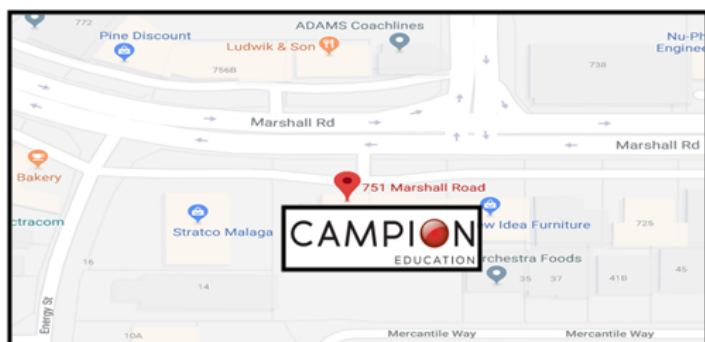 772
ADAMS Coachlines
Pine Discount
Ludwik & Son
Nu-Ph
Enginee
756B
738
Marshall Rd
Marshall Rd
Bakery
751 Marshall Road
ctracom
Stratco Malaga
CAMPION
EDUCATION
ew Idea Furniture
725
rchestra Foods
16
14
35
37
41B
45
Energy St
10A
Mercantile Way
Mercantile Way